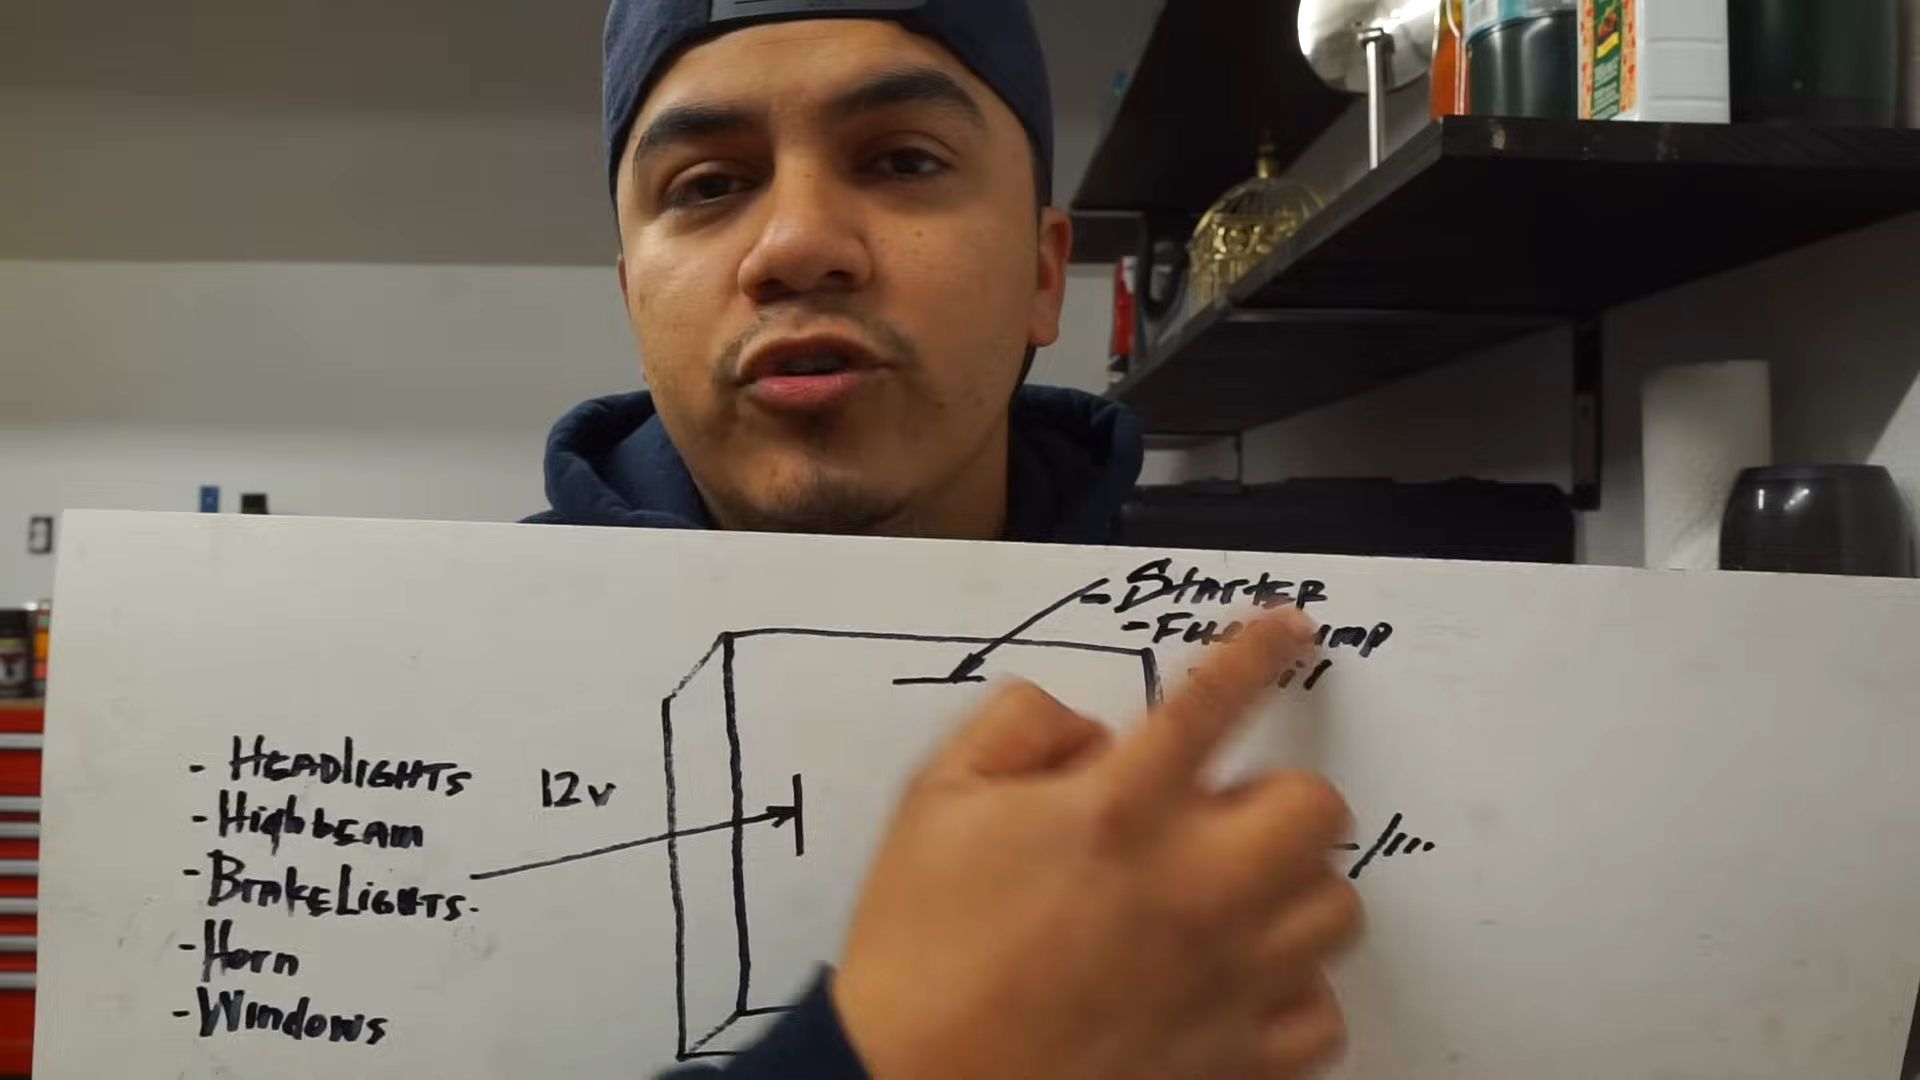 - Starter
- Fuel Pump
- Headlights
- Highbeam
- BrakeLights.
- Horn
- Windows
12v